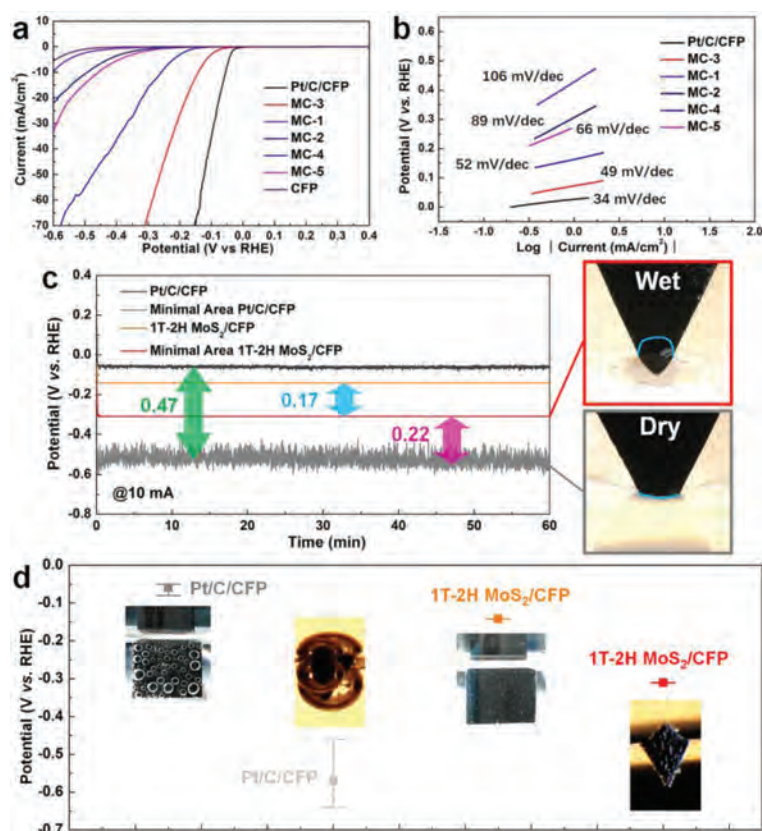 a
0
-10
-20
-30
-40
-50
-60
-70
Current (mA/cm²)
-0.6 -0.5 -0.4 -0.3 -0.2 -0.1 0.0 0.1 0.2 0.3 0.4
Potential (V vs RHE)
Pt/C/CFP
MC-3
MC-1
MC-2
MC-4
MC-5
CFP
b
0.6
0.5
0.4
0.3
0.2
0.1
0.0
Potential (V vs. RHE)
-1.5 -1.0 -0.5 0.0 0.5 1.0 1.5 2.0
Log | Current (mA/cm²) |
106 mV/dec
89 mV/dec
66 mV/dec
52 mV/dec
49 mV/dec
34 mV/dec
Pt/C/CFP
MC-3
MC-1
MC-2
MC-4
MC-5
c
0.4
0.2
0.0
-0.2
-0.4
-0.6
-0.8
Potential (V vs. RHE)
Pt/C/CFP
Minimal Area Pt/C/CFP
1T-2H MoS₂/CFP
Minimal Area 1T-2H MoS₂/CFP
0.47
0.17
0.22
@10 mA
0 10 20 30 40 50 60
Time (min)
Wet
Dry
d
-0.0
-0.1
-0.2
-0.3
-0.4
-0.5
-0.6
-0.7
Potential (V vs. RHE)
Pt/C/CFP
1T-2H MoS₂/CFP
1T-2H MoS₂/CFP
Pt/C/CFP